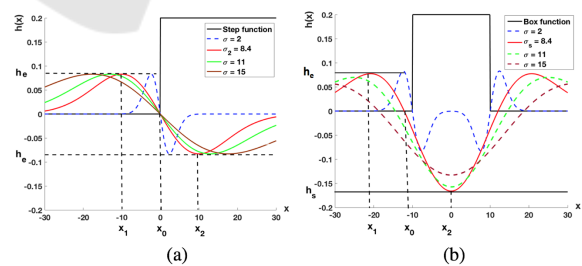 0.2
0.15
0.1
h_e
0.05
0
-0.05
h_e
-0.1
-0.15
-0.2
h(x)
Step function
σ = 2
σ_2 = 8.4
σ = 11
σ = 15
-30 -20 -10 0 10 20 30
x
x_1 x_0 x_2
(a)
0.2
0.15
0.1
h_e
0.05
0
-0.05
-0.1
-0.15
h_s
-0.2
h(x)
Box function
σ = 2
σ_s = 8.4
σ = 11
σ = 15
-30 -20 -10 0 10 20 30
x
x_1 x_0 x_2
(b)